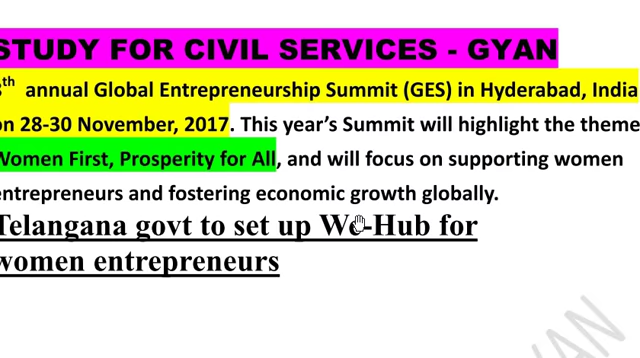 STUDY FOR CIVIL SERVICES - GYAN
8th annual Global Entrepreneurship Summit (GES) in Hyderabad, India
on 28-30 November, 2017. This year's Summit will highlight the theme
Women First, Prosperity for All, and will focus on supporting women
entrepreneurs and fostering economic growth globally.
Telangana govt to set up We-Hub for
women entrepreneurs